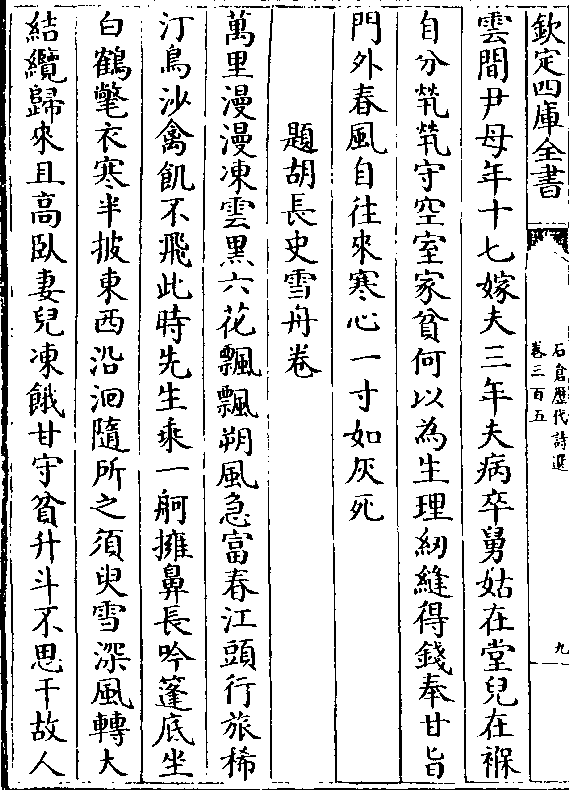 欽定四庫全書
石倉歷代詩選
卷三百五
九
雲間尹母年十七嫁夫三年夫病卒舅姑在堂兒在褓
自分煢煢守空室家貧何以為生理紉縫得錢奉甘旨
門外春風自往來寒心一寸如灰死
題胡長史雪舟卷
萬里漫漫凍雲黑六花飄飄朔風急富春江頭行旅稀
汀鳥沙禽飢不飛此時先生乘一舸擁鼻長吟篷底坐
白鶴氅衣寒半披東西沿洄隨所之須臾雪深風轉大
結纜歸來且高臥妻兒凍餓甘守貧升斗不思干故人